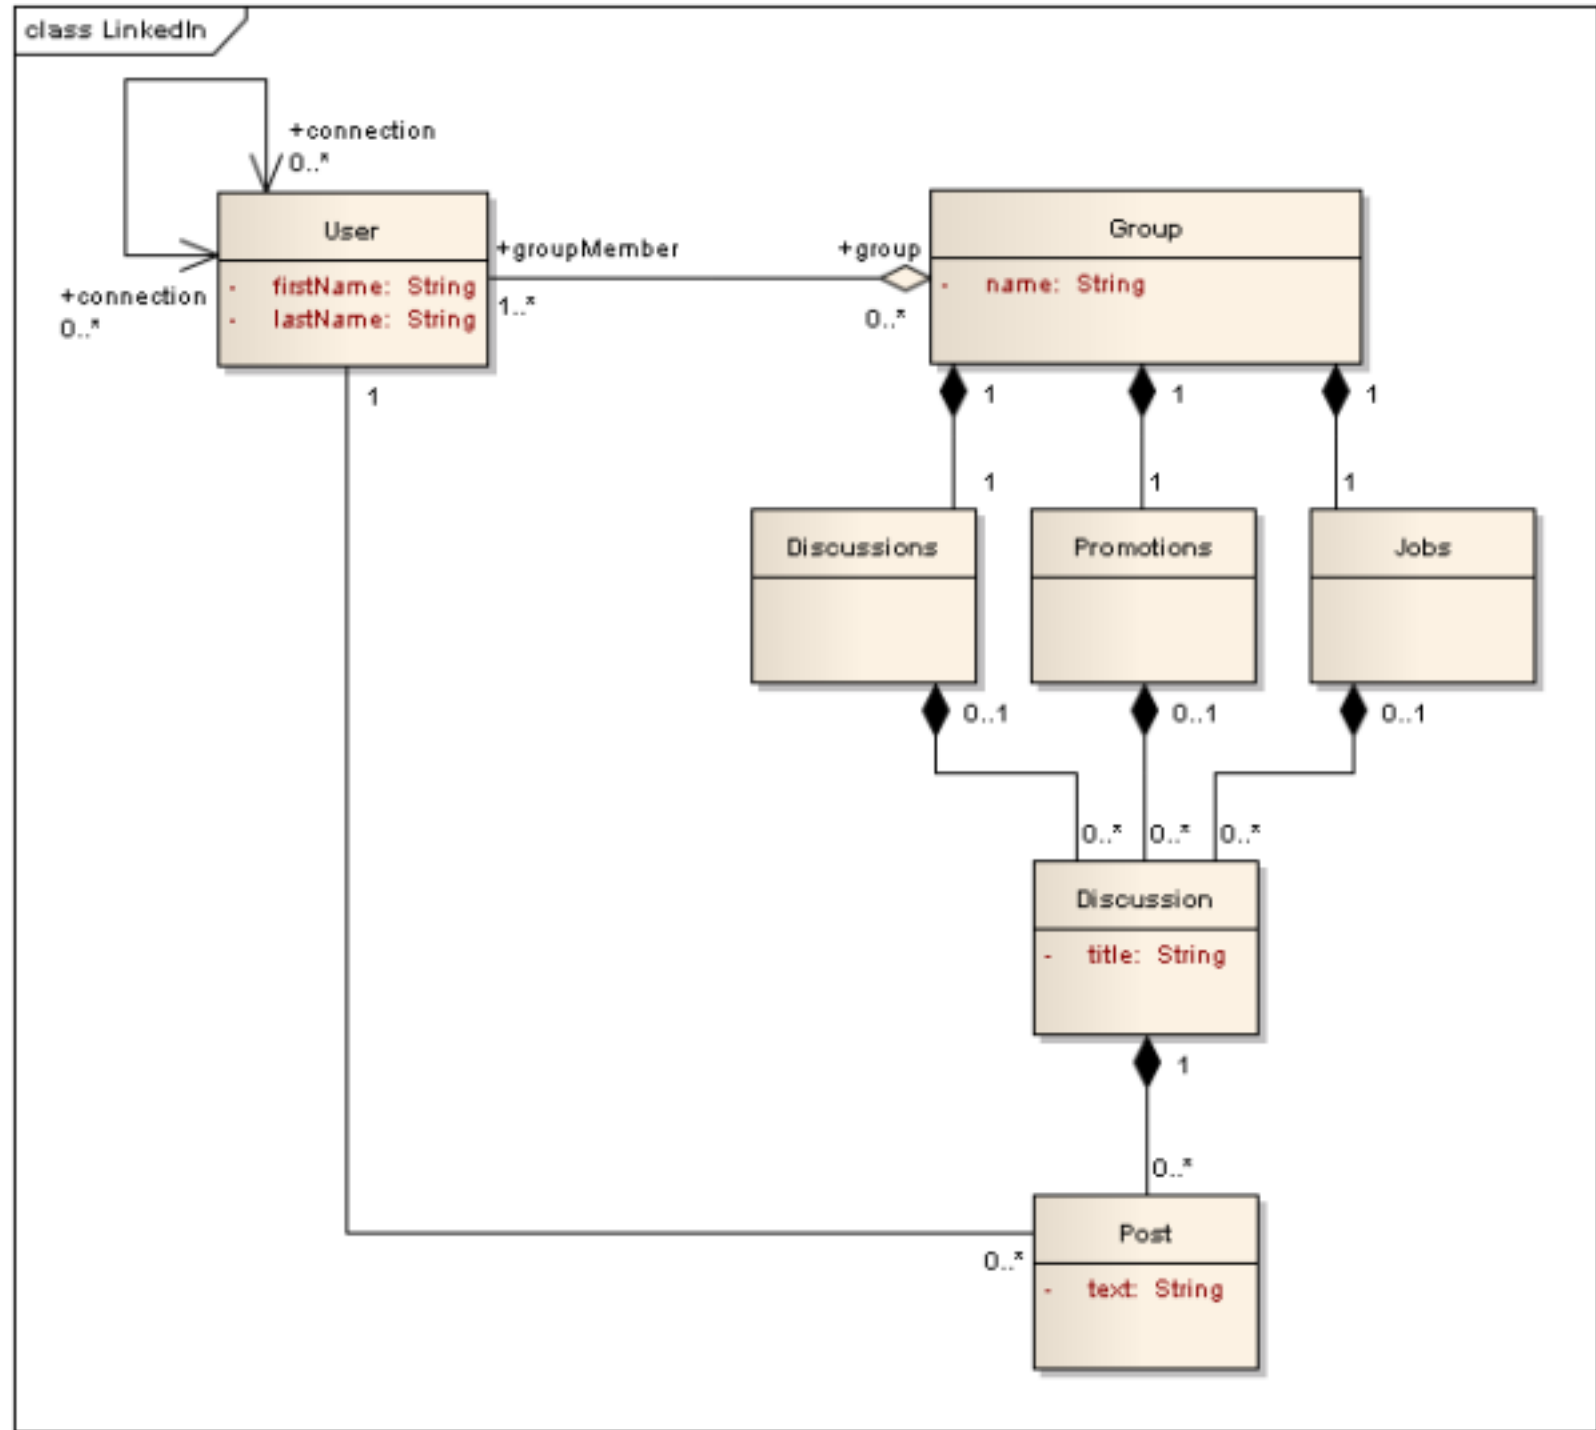 class LinkedIn
+connection
0..*
User
- firstName: String
- lastName: String
+connection
0..*
+groupMember
1..*
+group
0..*
Group
- name: String
1
1
1
1
1
1
1
Discussions
Promotions
Jobs
0..1
0..1
0..1
0..*
0..*
0..*
Discussion
- title: String
1
0..*
Post
- text: String
0..*